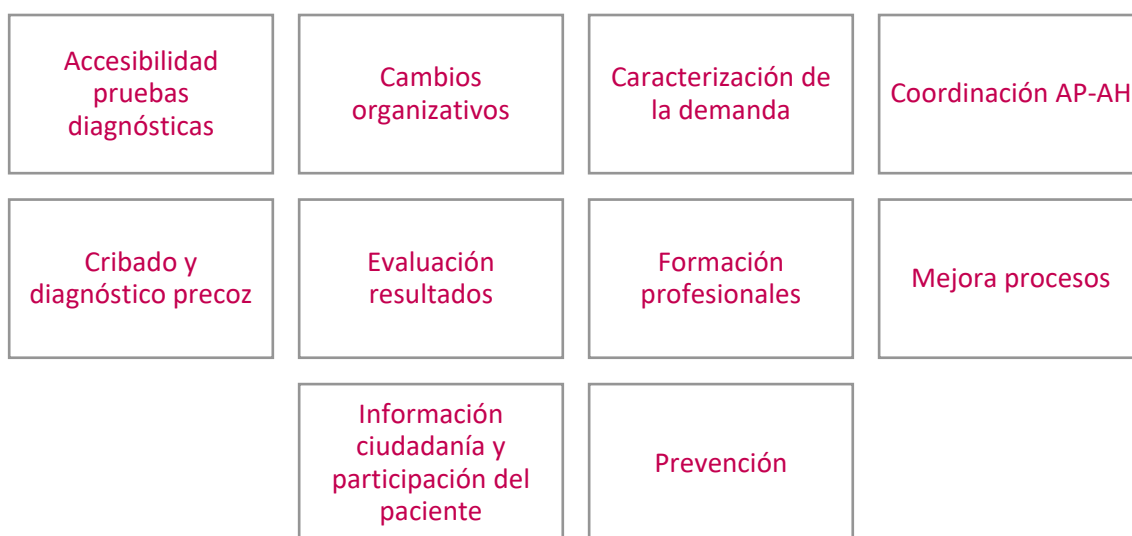 Accesibilidad
pruebas
diagnósticas
Cambios
organizativos
Caracterización de
la demanda
Coordinación AP-AH
Cribado y
diagnóstico precoz
Evaluación
resultados
Formación
profesionales
Mejora procesos
Información
ciudadanía y
participación del
paciente
Prevención